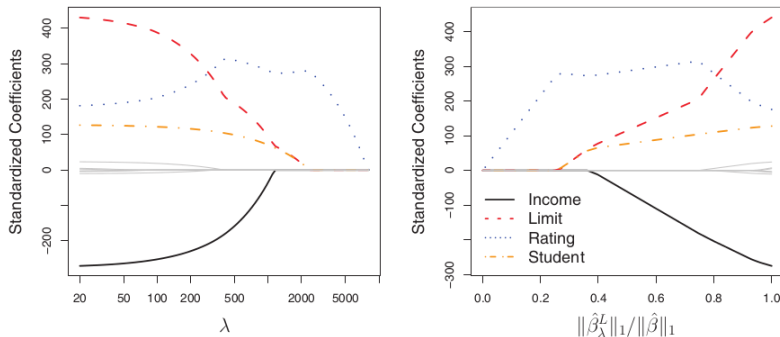 Standardized Coefficients
400
300
200
100
0
-200
20 50 100 200 500 2000 5000
λ
Standardized Coefficients
400
300
200
100
0
-100
-300
0.0 0.2 0.4 0.6 0.8 1.0
‖β̂λL‖1/‖β̂‖1
Income
Limit
Rating
Student